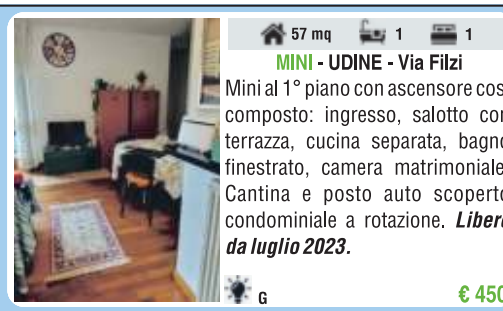 57 mq 1 1
MINI - UDINE - Via Filzi
Mini al 1° piano con ascensore cos
composto: ingresso, salotto con
terrazza, cucina separata, bagno
finestrato, camera matrimoniale
Cantina e posto auto scoperto
condominiale a rotazione. Libero
da luglio 2023.
G € 450